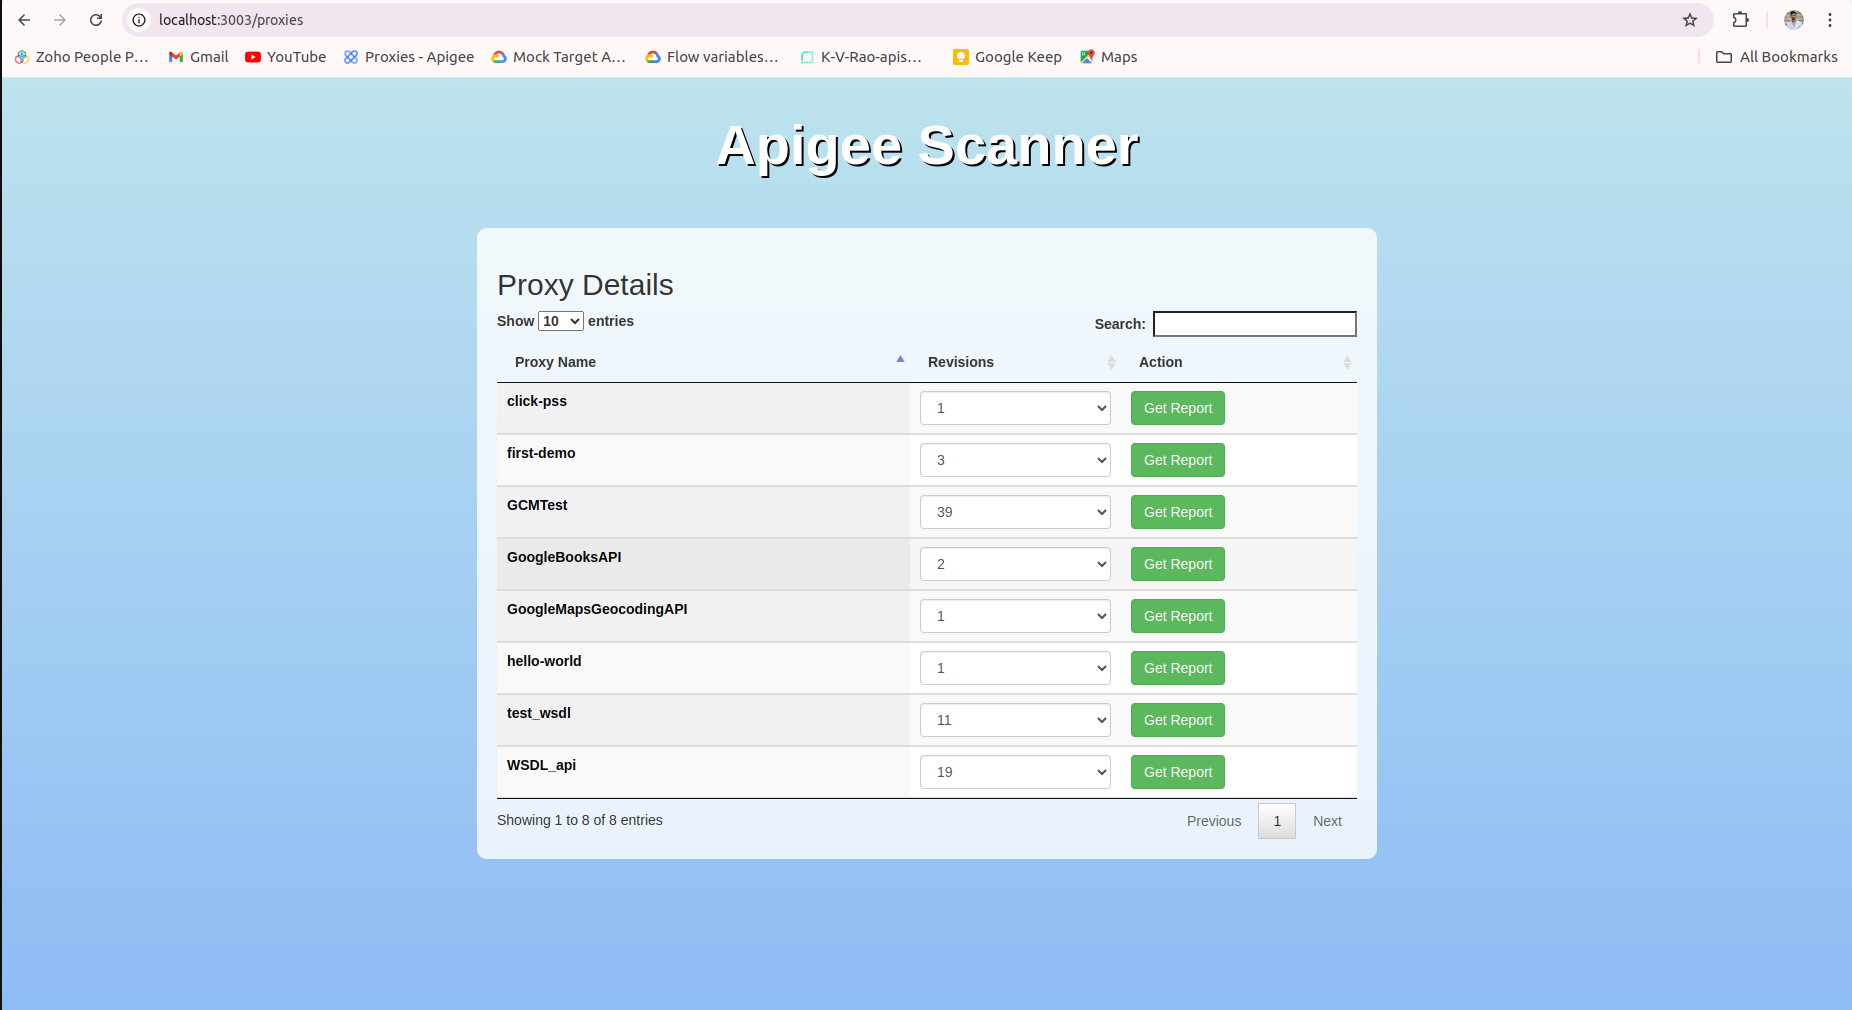 localhost:3003/proxies
Zoho People P... Gmail YouTube Proxies - Apigee Mock Target A... Flow variables... K-V-Rao-apis... Google Keep Maps All Bookmarks
Apigee Scanner
Proxy Details
Show 10 entries Search:
Proxy Name Revisions Action
click-pss 1 Get Report
first-demo 3 Get Report
GCMTest 39 Get Report
GoogleBooksAPI 2 Get Report
GoogleMapsGeocodingAPI 1 Get Report
hello-world 1 Get Report
test_wsdl 11 Get Report
WSDL_api 19 Get Report
Showing 1 to 8 of 8 entries Previous 1 Next